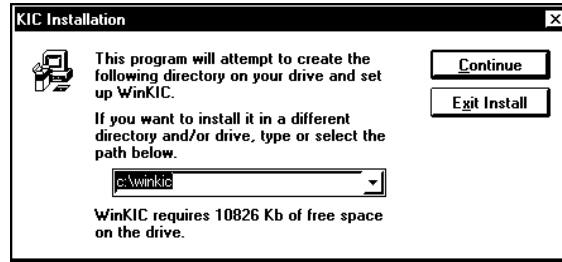 KIC Installation
This program will attempt to create the
following directory on your drive and set
up WinKIC.
If you want to install it in a different
directory and/or drive, type or select the
path below.
c:\winkic
WinKIC requires 10826 Kb of free space
on the drive.
Continue
Exit Install